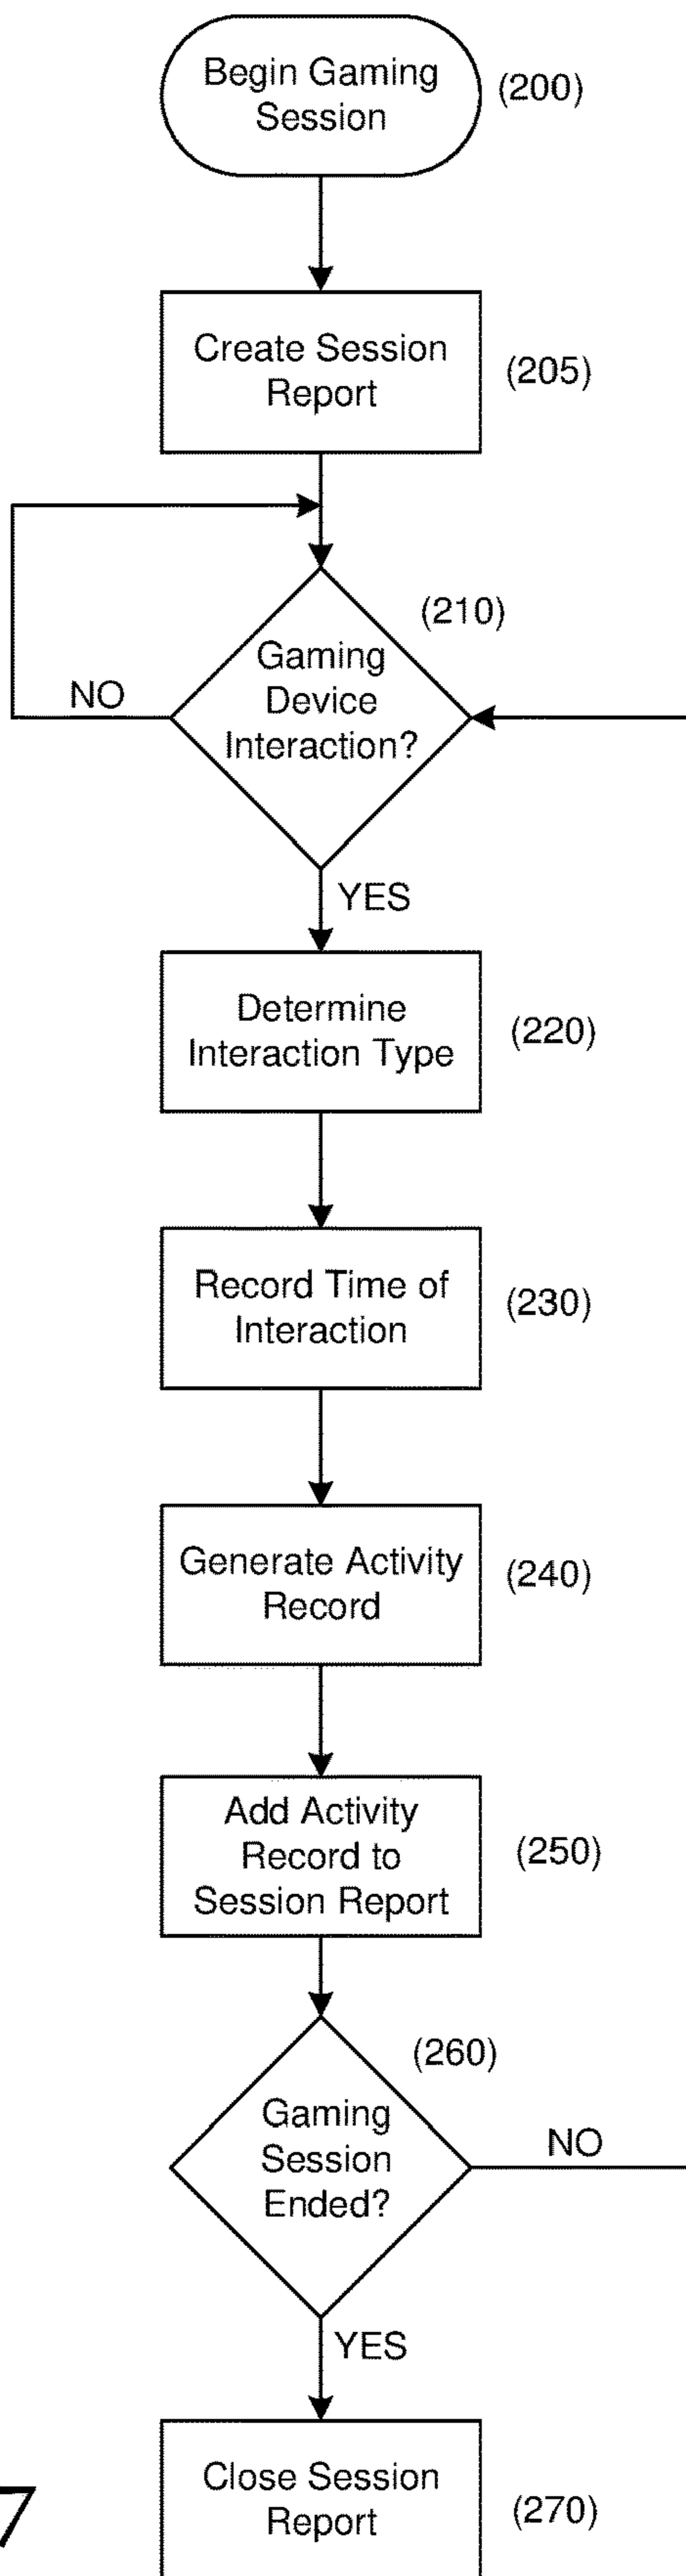 Begin Gaming
Session
(200)
Create Session
Report
(205)
(210)
Gaming
Device
Interaction?
NO
YES
Determine
Interaction Type
(220)
Record Time of
Interaction
(230)
Generate Activity
Record
(240)
Add Activity
Record to
Session Report
(250)
(260)
Gaming
Session
Ended?
NO
YES
Close Session
Report
(270)
7